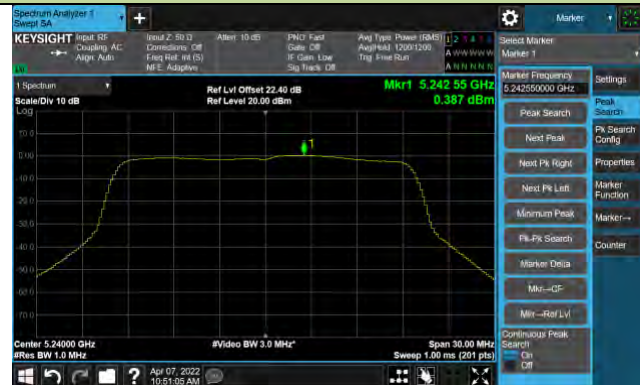 Spectrum Analyzer 1
Swept SA
+
Marker
KEYSIGHT
Input: RF
Coupling: AC
Align: Auto
Input Z: 50 Ω
Corrections: Off
Freq Ref: Int (S)
NFE: Adaptive
Atten: 10 dB
PNO: Fast
Gate: Off
IF Gain: Low
Sig Track: Off
Avg Type: Power (RMS)
Avg|Hold: 1200/1200
Trig: Free Run
1 2 3 4 5 6
A W W W W W
A N N N N N
Select Marker
Marker 1
1 Spectrum
Scale/Div 10 dB
Log
Ref Lvl Offset 22.40 dB
Ref Level 20.00 dBm
Mkr1 5.242 55 GHz
0.387 dBm
10.0
0.00
-10.0
-20.0
-30.0
-40.0
-50.0
-60.0
-70.0
1
Center 5.24000 GHz
#Res BW 1.0 MHz
#Video BW 3.0 MHz*
Span 30.00 MHz
Sweep 1.00 ms (201 pts)
Marker Frequency
5.242550000 GHz
Peak Search
Next Peak
Next Pk Right
Next Pk Left
Minimum Peak
Pk-Pk Search
Marker Delta
Mkr→CF
Mkr→Ref Lvl
Continuous Peak
Search
On
Off
Settings
Peak
Search
Pk Search
Config
Properties
Marker
Function
Marker→
Counter
?
Apr 07, 2022
10:51:05 AM